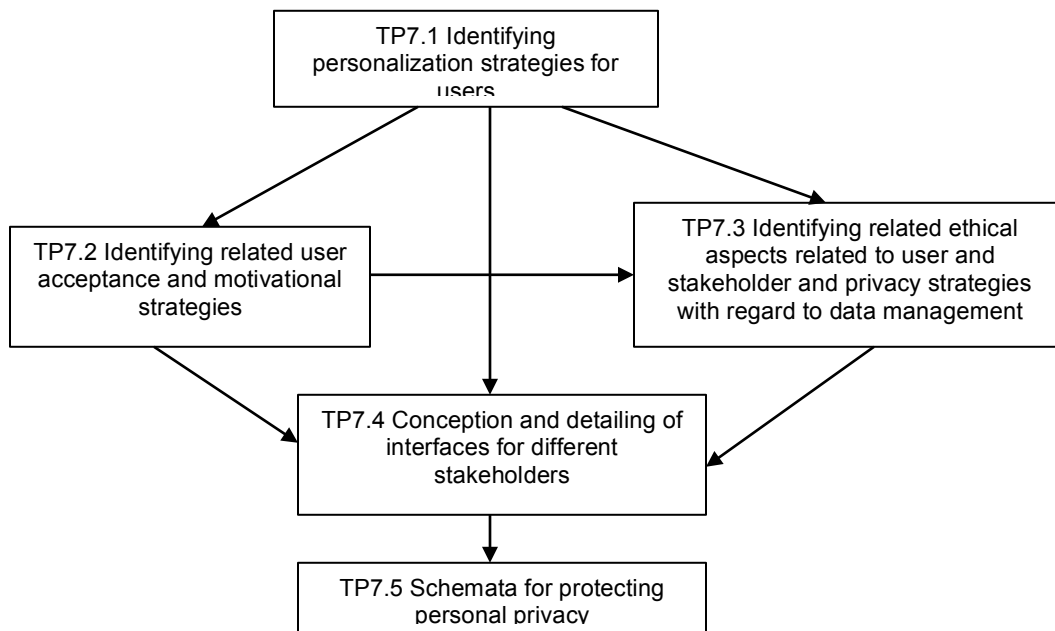 TP7.1 Identifying
personalization strategies for
users
TP7.2 Identifying related user
acceptance and motivational
strategies
TP7.3 Identifying related ethical
aspects related to user and
stakeholder and privacy strategies
with regard to data management
TP7.4 Conception and detailing of
interfaces for different
stakeholders
TP7.5 Schemata for protecting
personal privacy